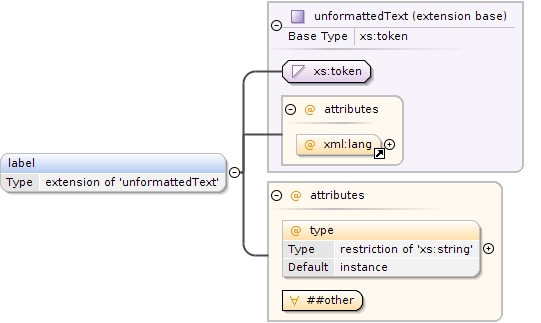 unformattedText (extension base)
Base Type xs:token
xs:token
@ attributes
@ xml:lang
label
Type extension of 'unformattedText'
@ attributes
@ type
Type restriction of 'xs:string'
Default instance
∀ ##other